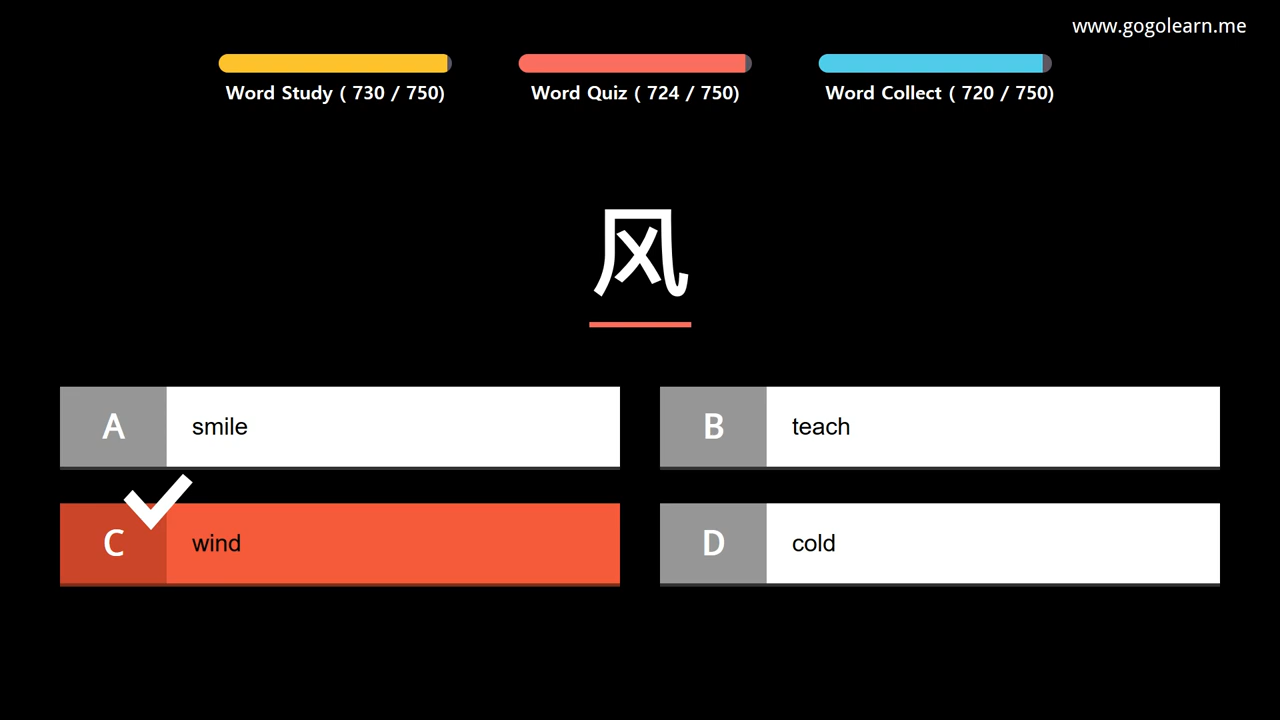 www.gogolearn.me
Word Study ( 730 / 750)
Word Quiz ( 724 / 750)
Word Collect ( 720 / 750)
风
A smile
B teach
C wind
D cold